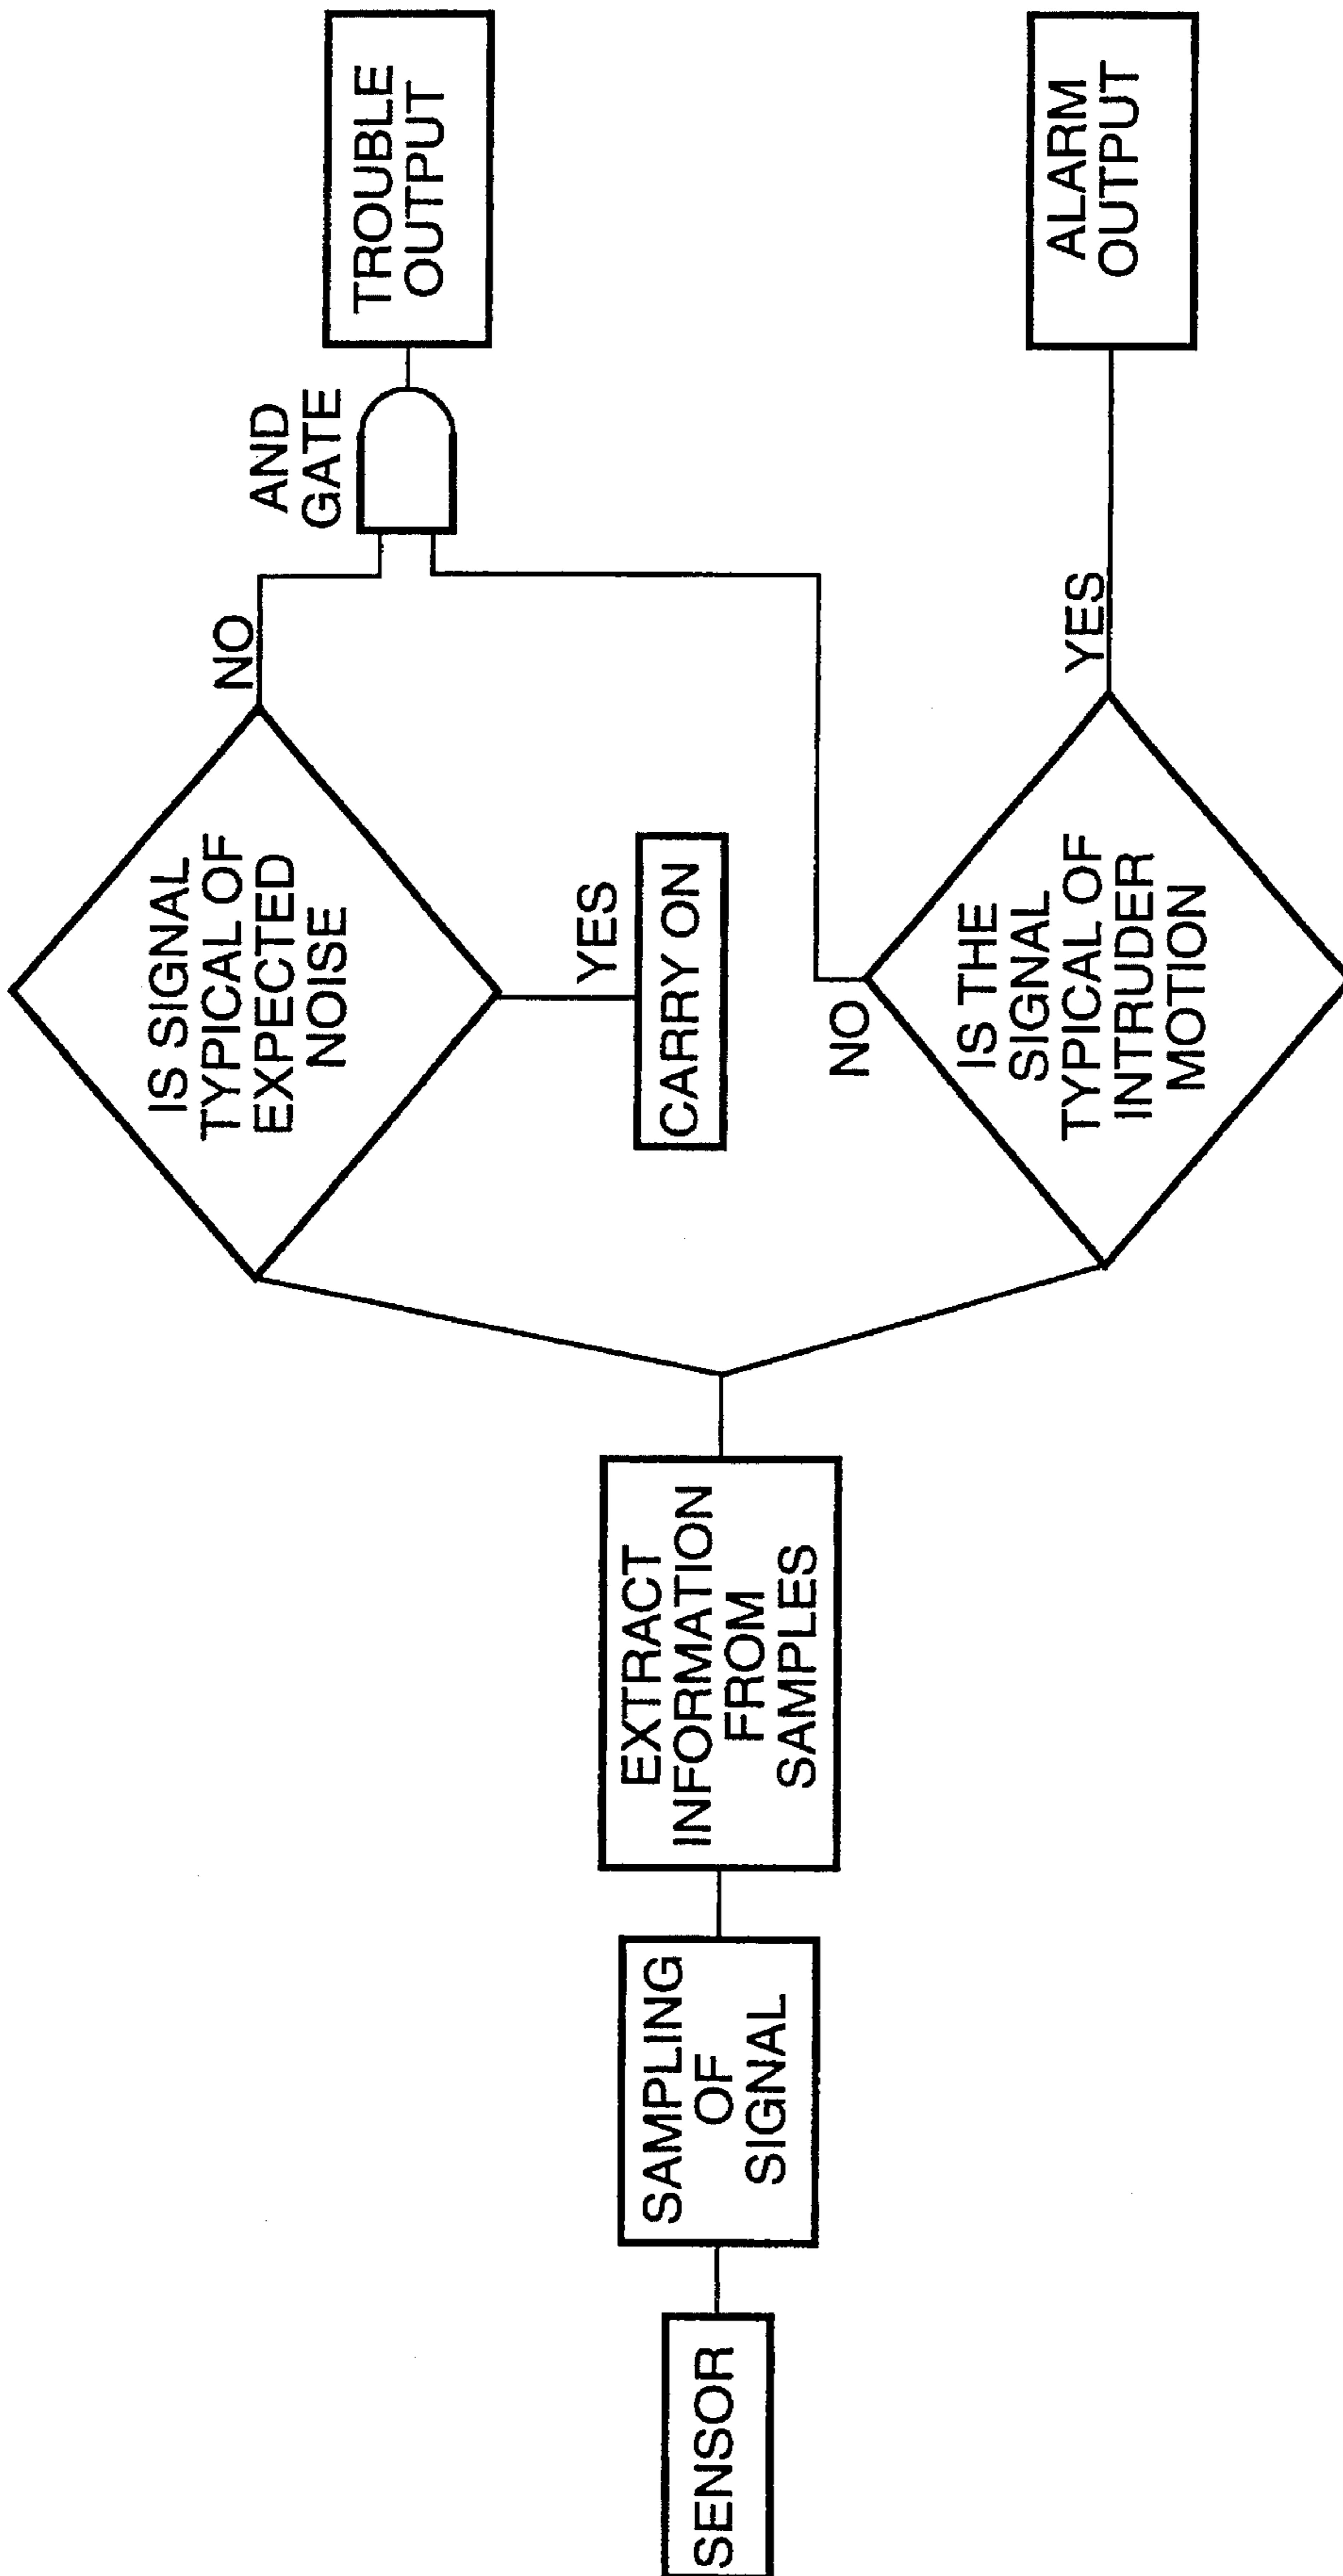 SENSOR
SAMPLING
OF
SIGNAL
EXTRACT
INFORMATION
FROM
SAMPLES
IS SIGNAL
TYPICAL OF
EXPECTED
NOISE
NO
YES
CARRY ON
AND
GATE
TROUBLE
OUTPUT
IS THE
SIGNAL
TYPICAL OF
INTRUDER
MOTION
NO
YES
ALARM
OUTPUT